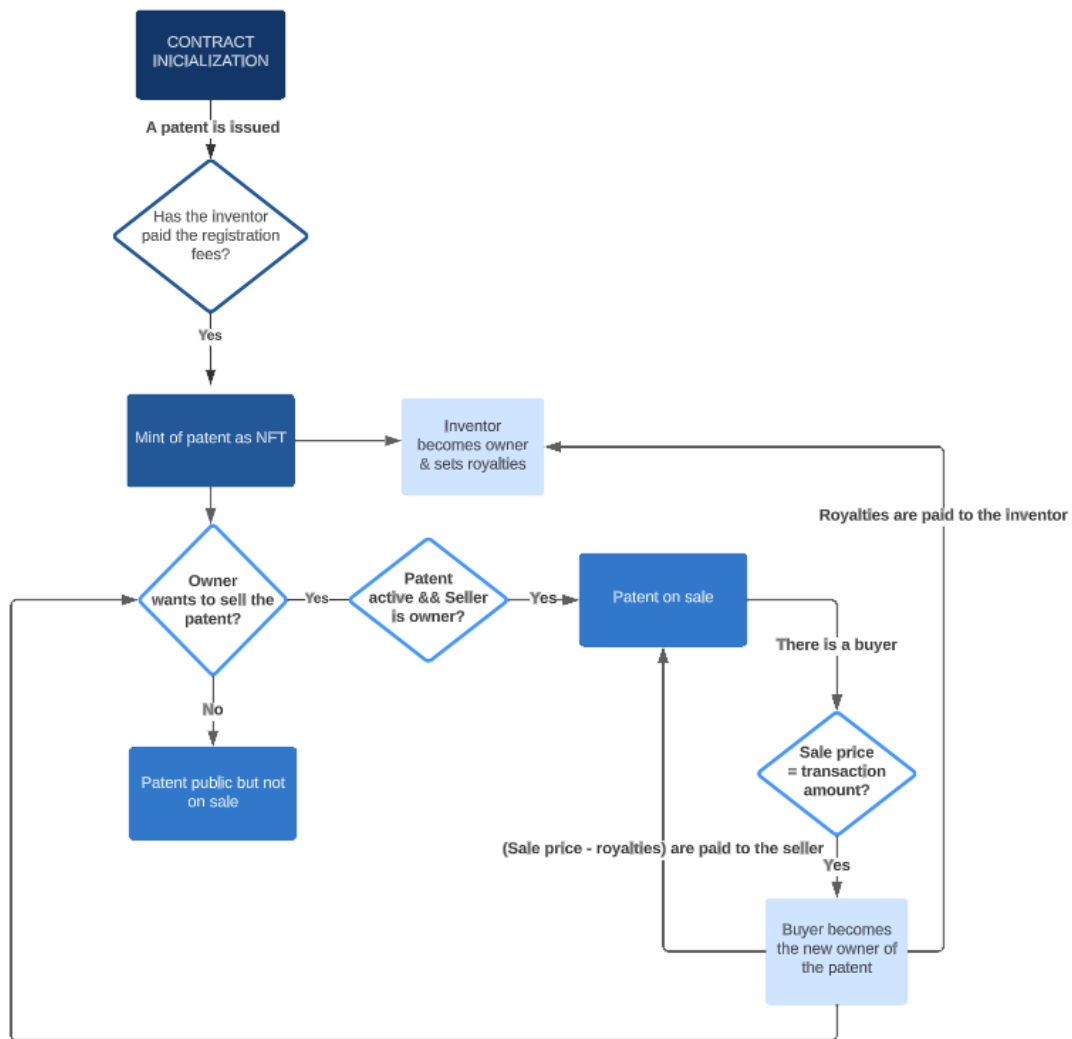 CONTRACT
INICIALIZATION
A patent is issued
Has the inventor
paid the registration
fees?
Yes
Mint of patent as NFT
Inventor
becomes owner
& sets royalties
Royalties are paid to the inventor
Owner
wants to sell the
patent?
Yes
Patent
active && Seller
is owner?
Yes
Patent on sale
There is a buyer
No
Patent public but not
on sale
Sale price
= transaction
amount?
(Sale price - royalties) are paid to the seller
Yes
Buyer becomes
the new owner of
the patent